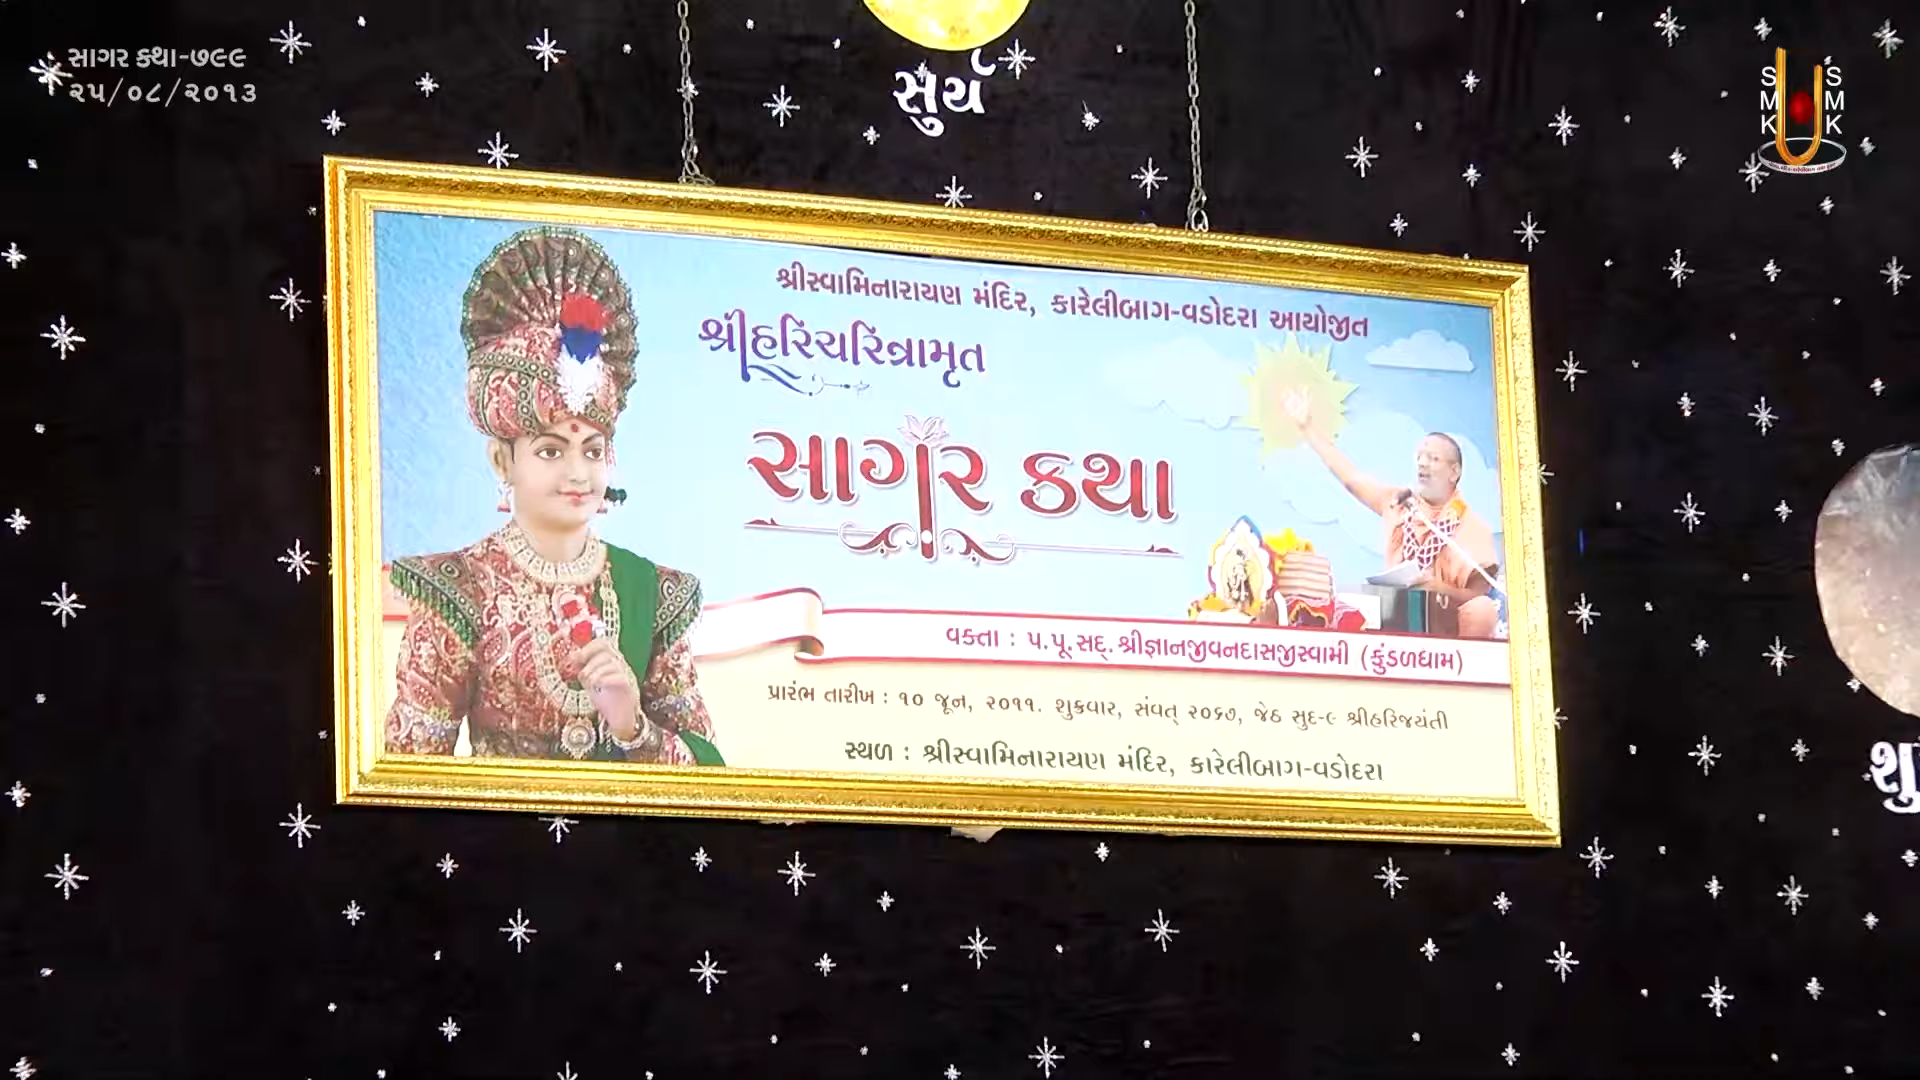 સાગર કથા-૭૯૯
૨૫/૦૮/૨૦૧૩
સુર્ય
SMK
SMK
શ્રીસ્વામિનારાયણ મંદિર, કારેલીબાગ-વડોદરા આયોજીત
શ્રીહરિચરિત્રામૃત
સાગર કથા
વક્તા : પ.પૂ.સદ્.શ્રીજ્ઞાનજીવનદાસજીસ્વામી (કુંડળધામ)
પ્રારંભ તારીખ : ૧૦ જૂન, ૨૦૧૧. શુક્રવાર, સંવત્ ૨૦૬૭, જેઠ સુદ-૯ શ્રીહરિજયંતી
સ્થળ : શ્રીસ્વામિનારાયણ મંદિર, કારેલીબાગ-વડોદરા